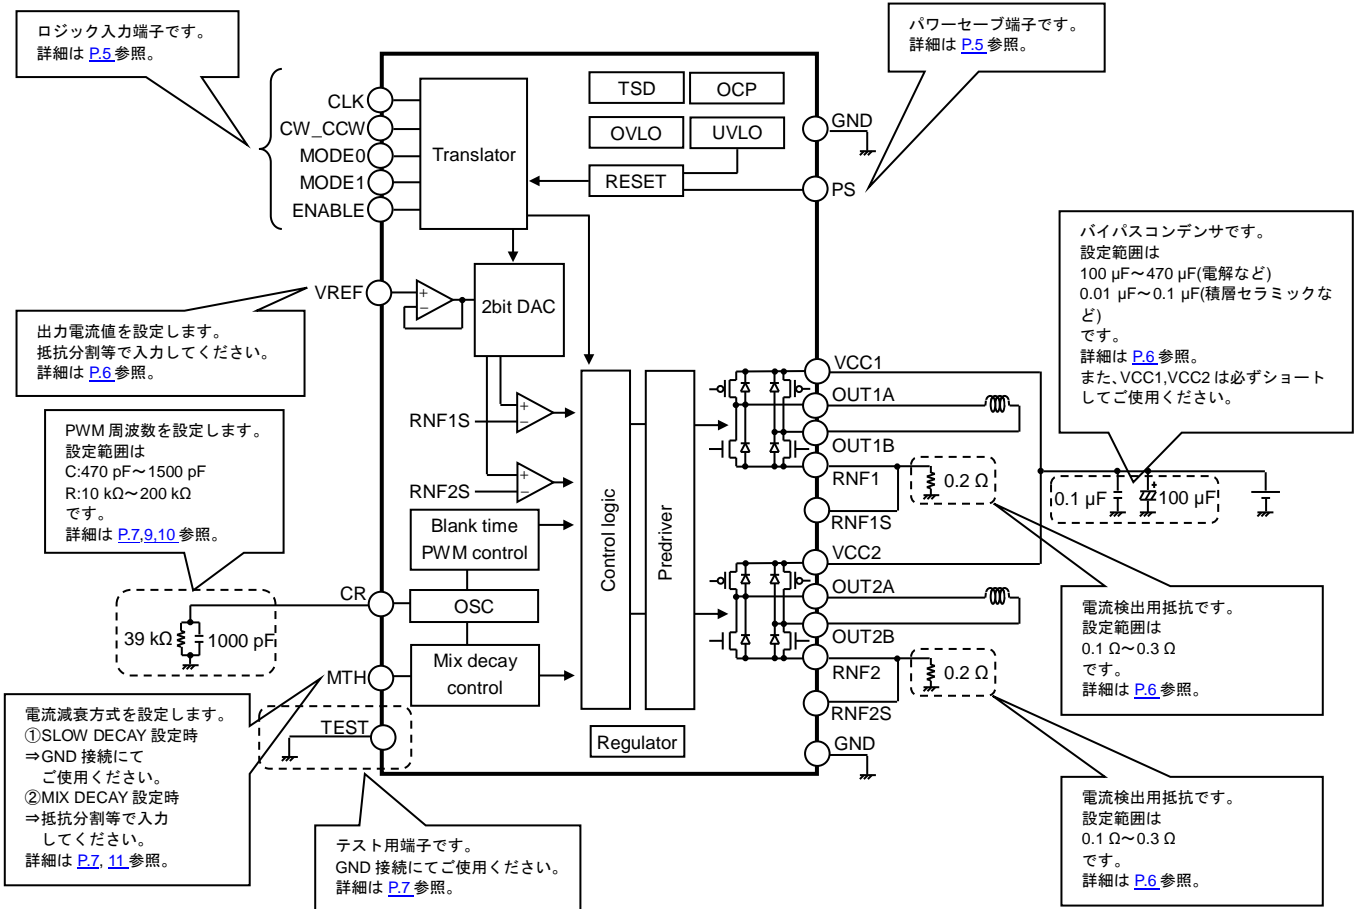 ロジック入力端子です。
詳細は P.5 参照。
パワーセーブ端子です。
詳細は P.5 参照。
CLK
CW_CCW
MODE0
MODE1
ENABLE
Translator
TSD
OCP
OVLO
UVLO
RESET
GND
PS
バイパスコンデンサです。
設定範囲は
100 µF～470 µF(電解など)
0.01 µF～0.1 µF(積層セラミックな
ど)
です。
詳細は P.6 参照。
また、VCC1,VCC2 は必ずショート
してご使用ください。
VREF
2bit DAC
出力電流値を設定します。
抵抗分割等で入力してください。
詳細は P.6 参照。
PWM 周波数を設定します。
設定範囲は
C:470 pF～1500 pF
R:10 kΩ～200 kΩ
です。
詳細は P.7,9,10 参照。
RNF1S
RNF2S
Blank time
PWM control
OSC
Mix decay
control
Control logic
Predriver
Regulator
VCC1
OUT1A
OUT1B
RNF1
RNF1S
0.2 Ω
0.1 µF
100 µF
VCC2
OUT2A
OUT2B
RNF2
RNF2S
0.2 Ω
GND
CR
39 kΩ
1000 pF
MTH
TEST
電流減衰方式を設定します。
①SLOW DECAY 設定時
⇒GND 接続にて
ご使用ください。
②MIX DECAY 設定時
⇒抵抗分割等で入力
してください。
詳細は P.7, 11 参照。
テスト用端子です。
GND 接続にてご使用ください。
詳細は P.7 参照。
電流検出用抵抗です。
設定範囲は
0.1 Ω～0.3 Ω
です。
詳細は P.6 参照。
電流検出用抵抗です。
設定範囲は
0.1 Ω～0.3 Ω
です。
詳細は P.6 参照。